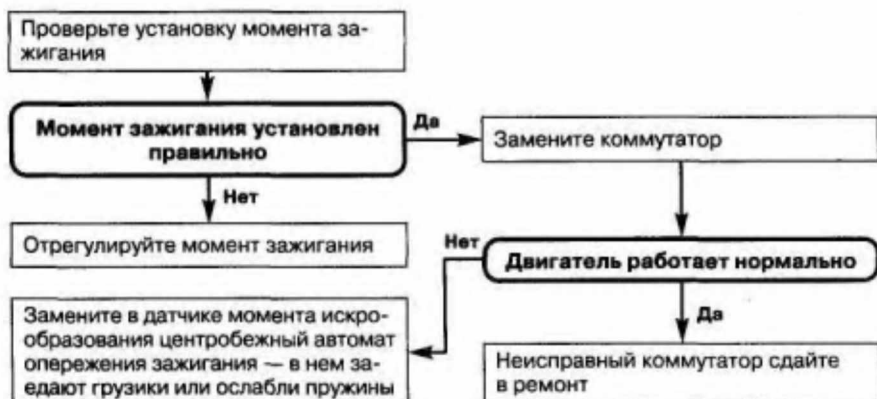 Проверьте установку момента за-
жигания
Момент зажигания установлен
правильно
Да
Замените коммутатор
Нет
Отрегулируйте момент зажигания
Нет
Двигатель работает нормально
Замените в датчике момента искро-
образования центробежный автомат
опережения зажигания — в нем за-
едают грузики или ослабли пружины
Да
Неисправный коммутатор сдайте
в ремонт